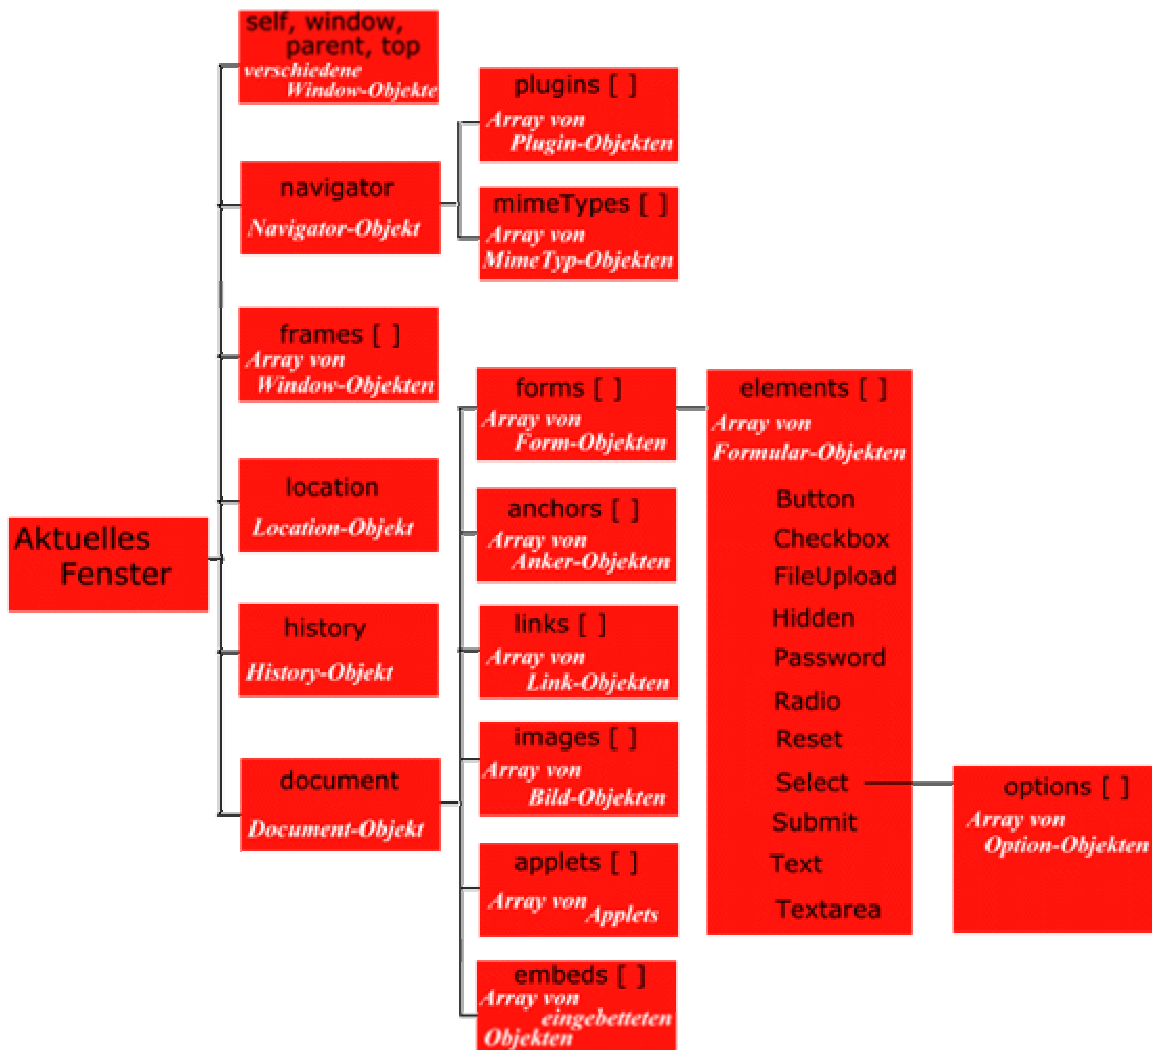 self, window,
parent, top
verschiedene
Window-Objekte
plugins [ ]
Array von
Plugin-Objekten
navigator
Navigator-Objekt
mimeTypes [ ]
Array von
MimeTyp-Objekten
frames [ ]
Array von
Window-Objekten
forms [ ]
Array von
Form-Objekten
elements [ ]
Array von
Formular-Objekten
Button
Checkbox
FileUpload
Hidden
Password
Radio
Reset
Select
Submit
Text
Textarea
options [ ]
Array von
Option-Objekten
location
Location-Objekt
anchors [ ]
Array von
Anker-Objekten
Aktuelles
Fenster
history
History-Objekt
links [ ]
Array von
Link-Objekten
images [ ]
Array von
Bild-Objekten
document
Document-Objekt
applets [ ]
Array von
Applets
embeds [ ]
Array von
eingebetteten
Objekten